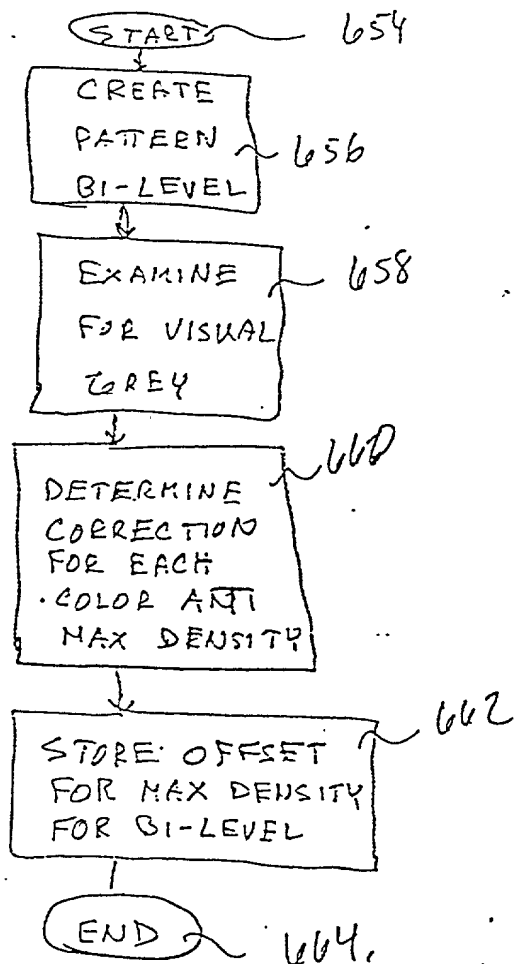 START 654
CREATE
PATTERN 656
BI-LEVEL
EXAMINE 658
FOR VISUAL
GREY
660
DETERMINE
CORRECTION
FOR EACH
COLOR
MAX DENSITY
662
STORE OFFSET
FOR MAX DENSITY
FOR BI-LEVEL
END 664.